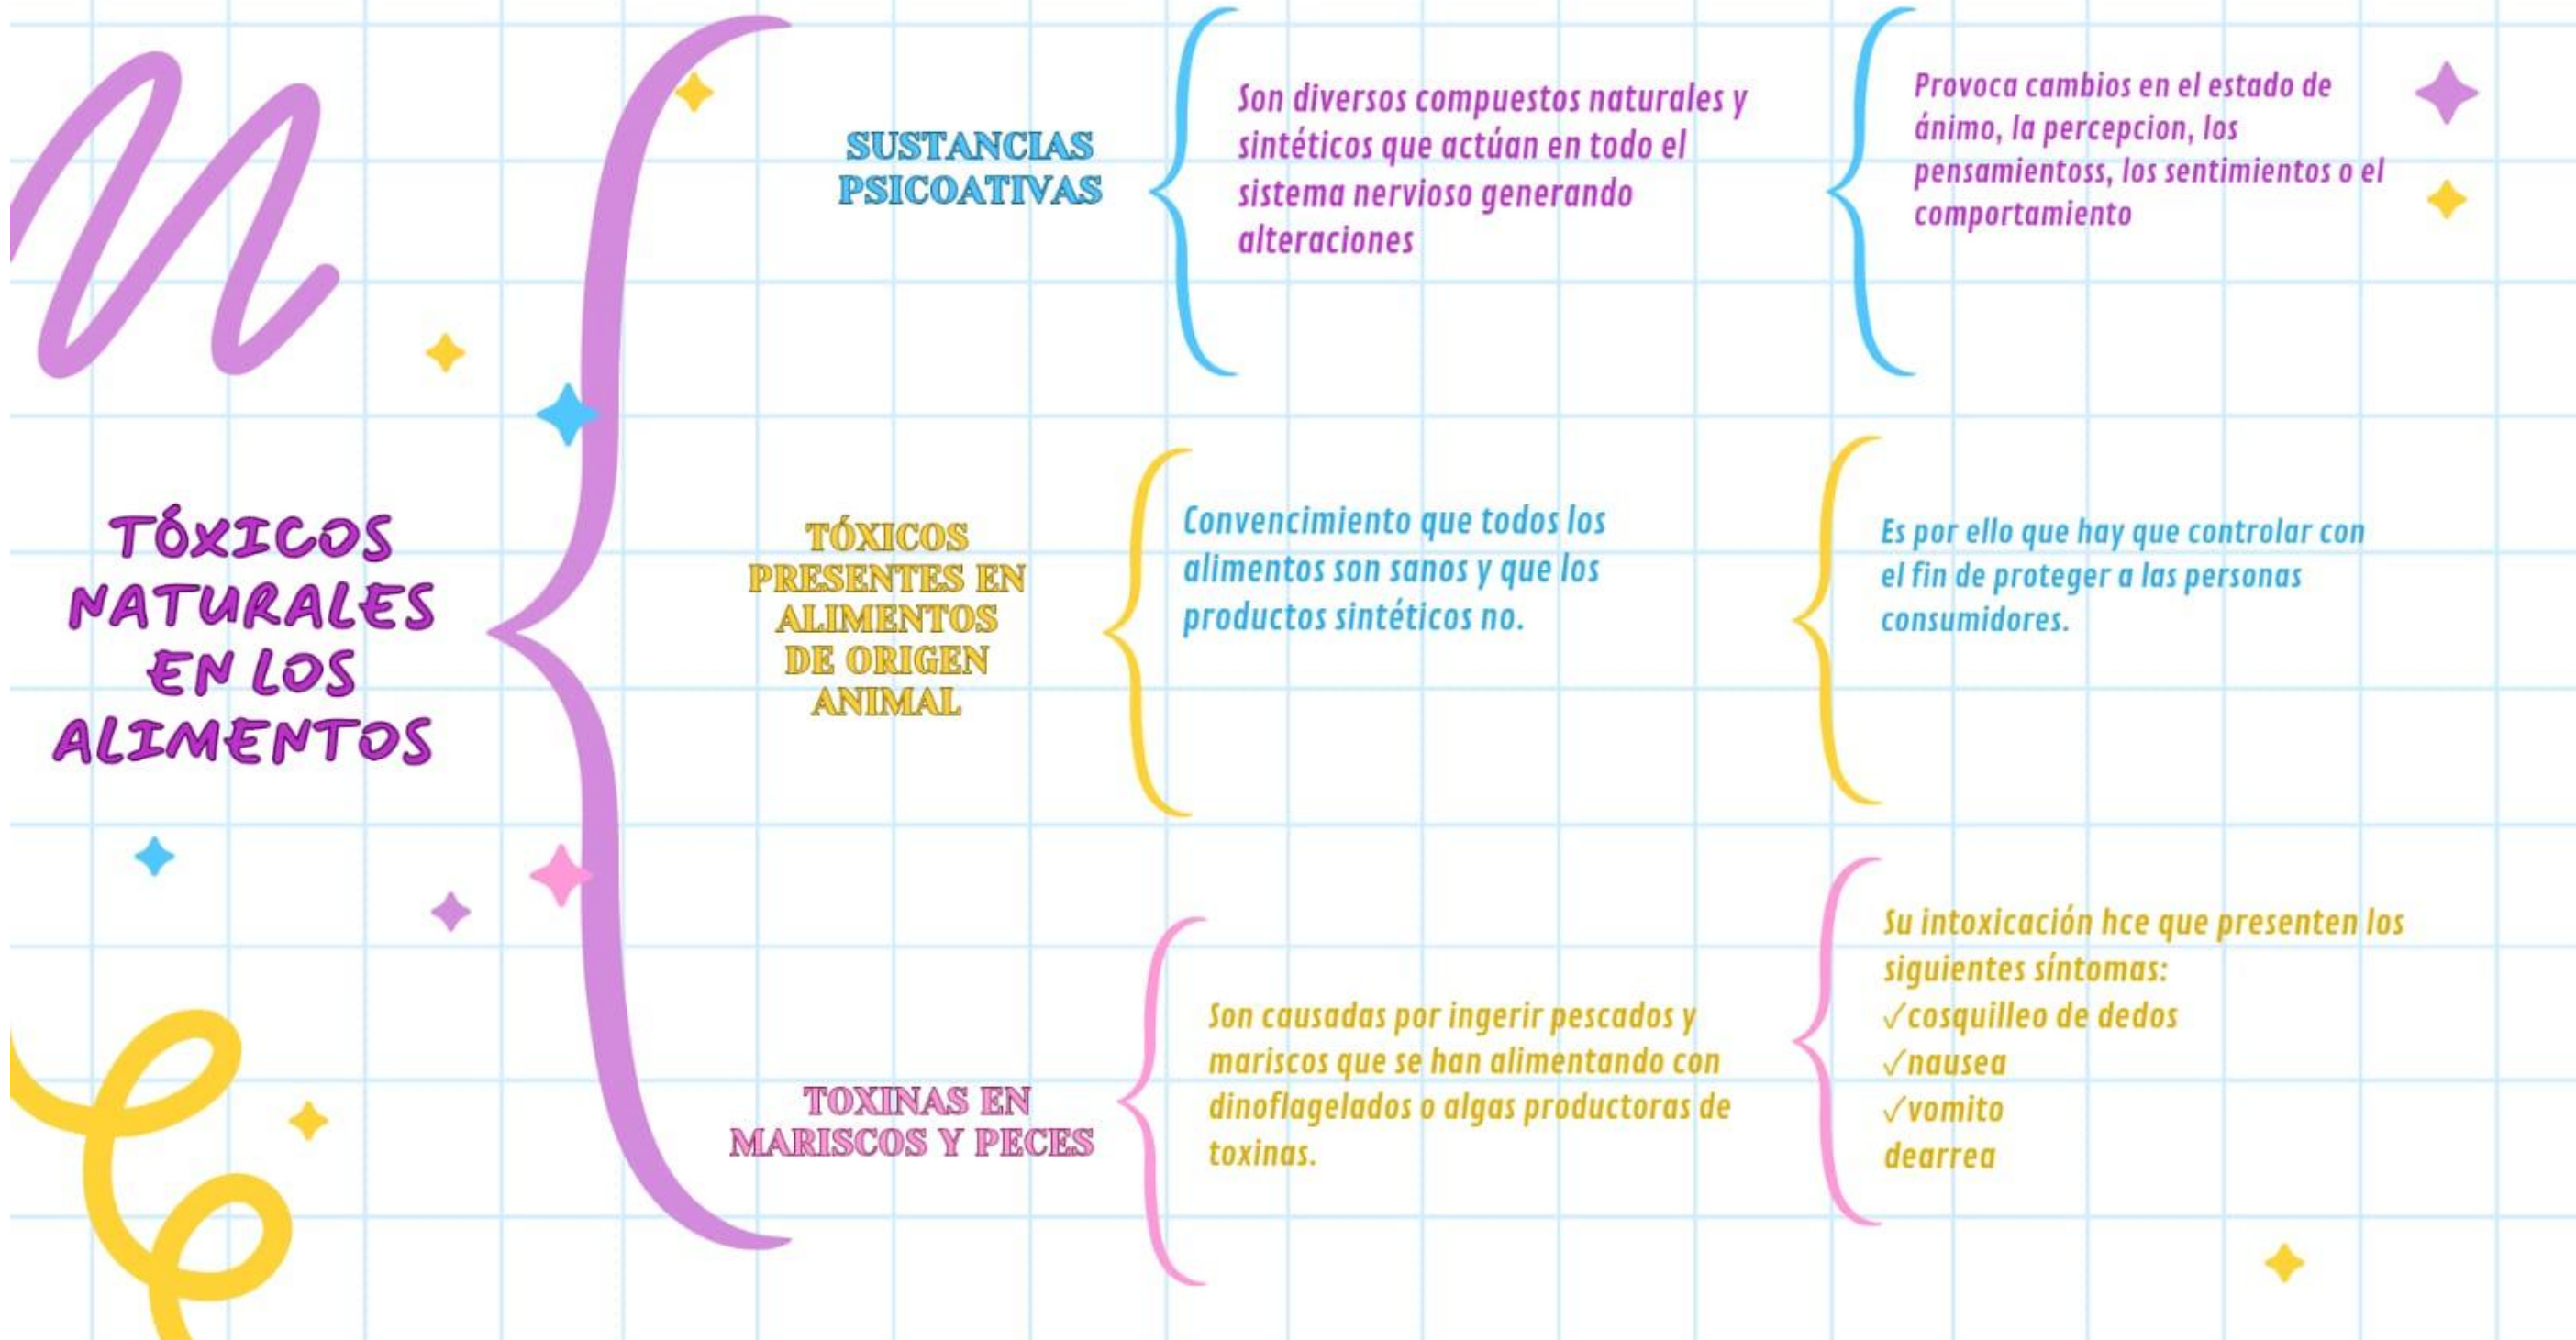 TÓXICOS
NATURALES
EN LOS
ALIMENTOS
SUSTANCIAS
PSICOATIVAS
Son diversos compuestos naturales y
sintéticos que actúan en todo el
sistema nervioso generando
alteraciones
Provoca cambios en el estado de
ánimo, la percepcion, los
pensamientoss, los sentimientos o el
comportamiento
TÓXICOS
PRESENTES EN
ALIMENTOS
DE ORIGEN
ANIMAL
Convencimiento que todos los
alimentos son sanos y que los
productos sintéticos no.
Es por ello que hay que controlar con
el fin de proteger a las personas
consumidores.
TOXINAS EN
MARISCOS Y PECES
Son causadas por ingerir pescados y
mariscos que se han alimentando con
dinoflagelados o algas productoras de
toxinas.
Su intoxicación hce que presenten los
siguientes síntomas:
✓cosquilleo de dedos
✓nausea
✓vomito
dearrea